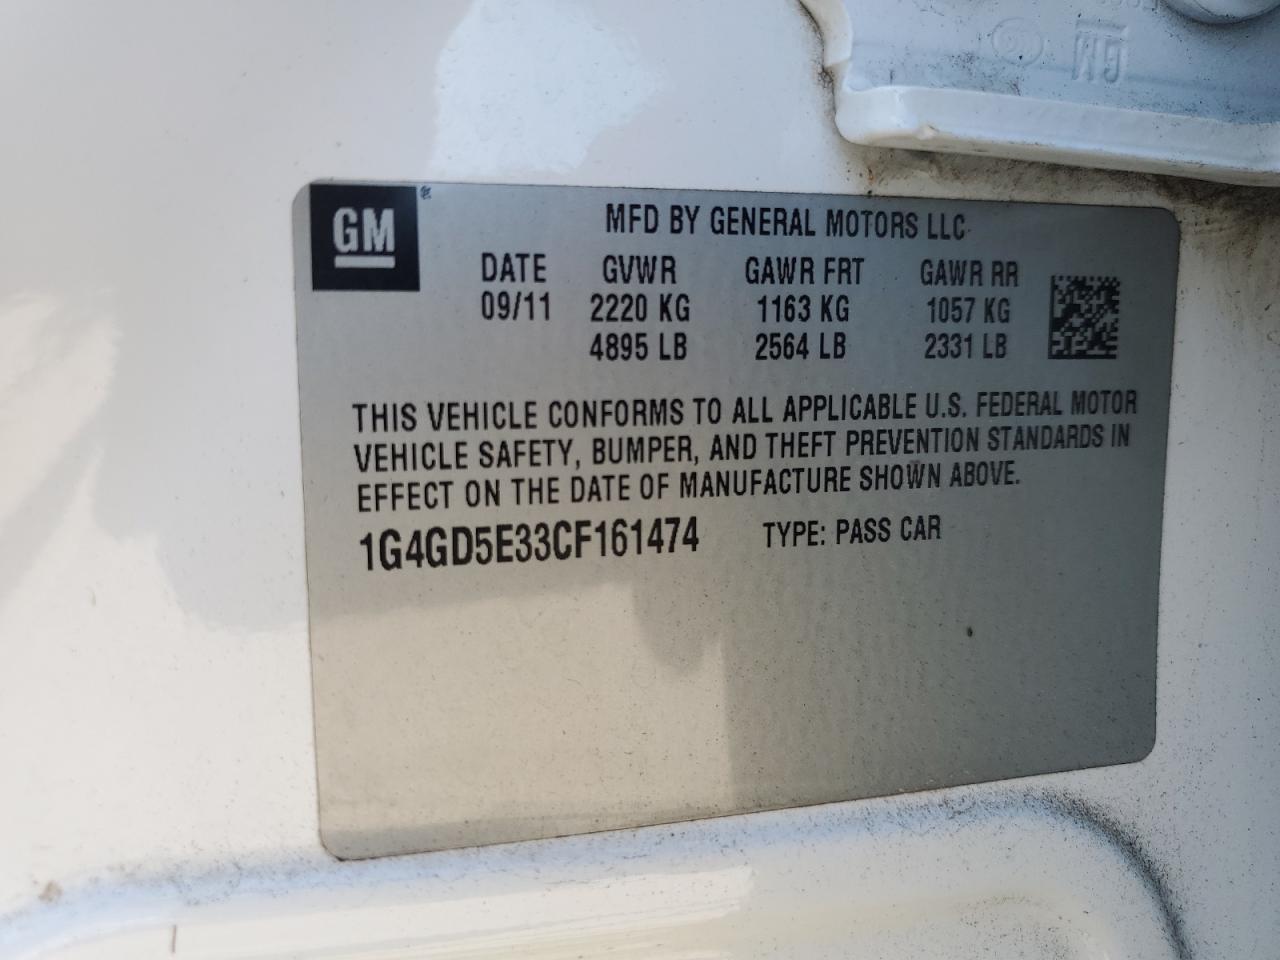 GM
MFD BY GENERAL MOTORS LLC
DATE GVWR GAWR FRT GAWR RR
09/11 2220 KG 1163 KG 1057 KG
4895 LB 2564 LB 2331 LB
THIS VEHICLE CONFORMS TO ALL APPLICABLE U.S. FEDERAL MOTOR
VEHICLE SAFETY, BUMPER, AND THEFT PREVENTION STANDARDS IN
EFFECT ON THE DATE OF MANUFACTURE SHOWN ABOVE.
1G4GD5E33CF161474 TYPE: PASS CAR
GM